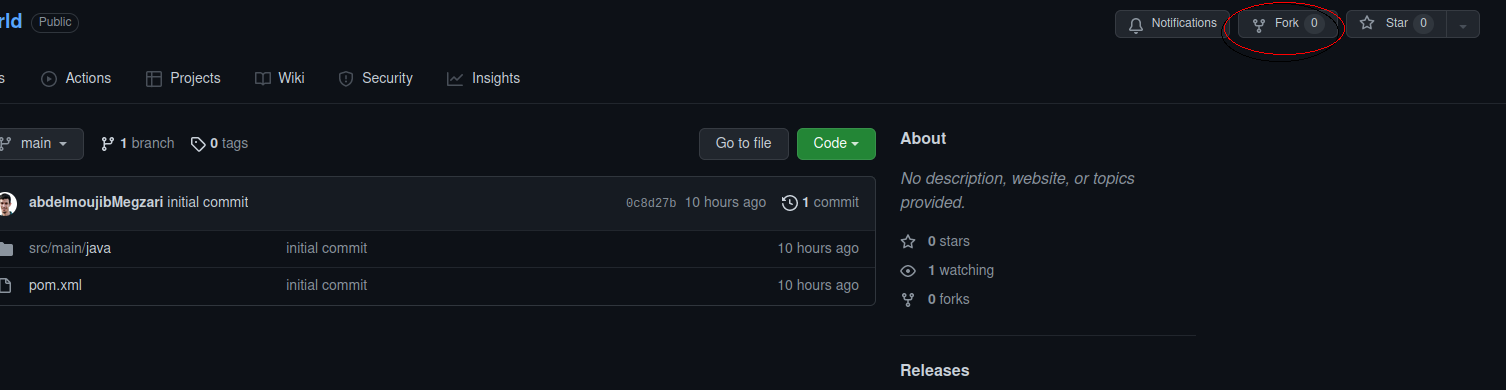 rld Public
Notifications Fork 0 Star 0
s Actions Projects Wiki Security Insights
main 1 branch 0 tags Go to file Code
About
No description, website, or topics
provided.
abdelmoujibMegzari initial commit 0c8d27b 10 hours ago 1 commit
src/main/java initial commit 10 hours ago
pom.xml initial commit 10 hours ago
0 stars
1 watching
0 forks
Releases